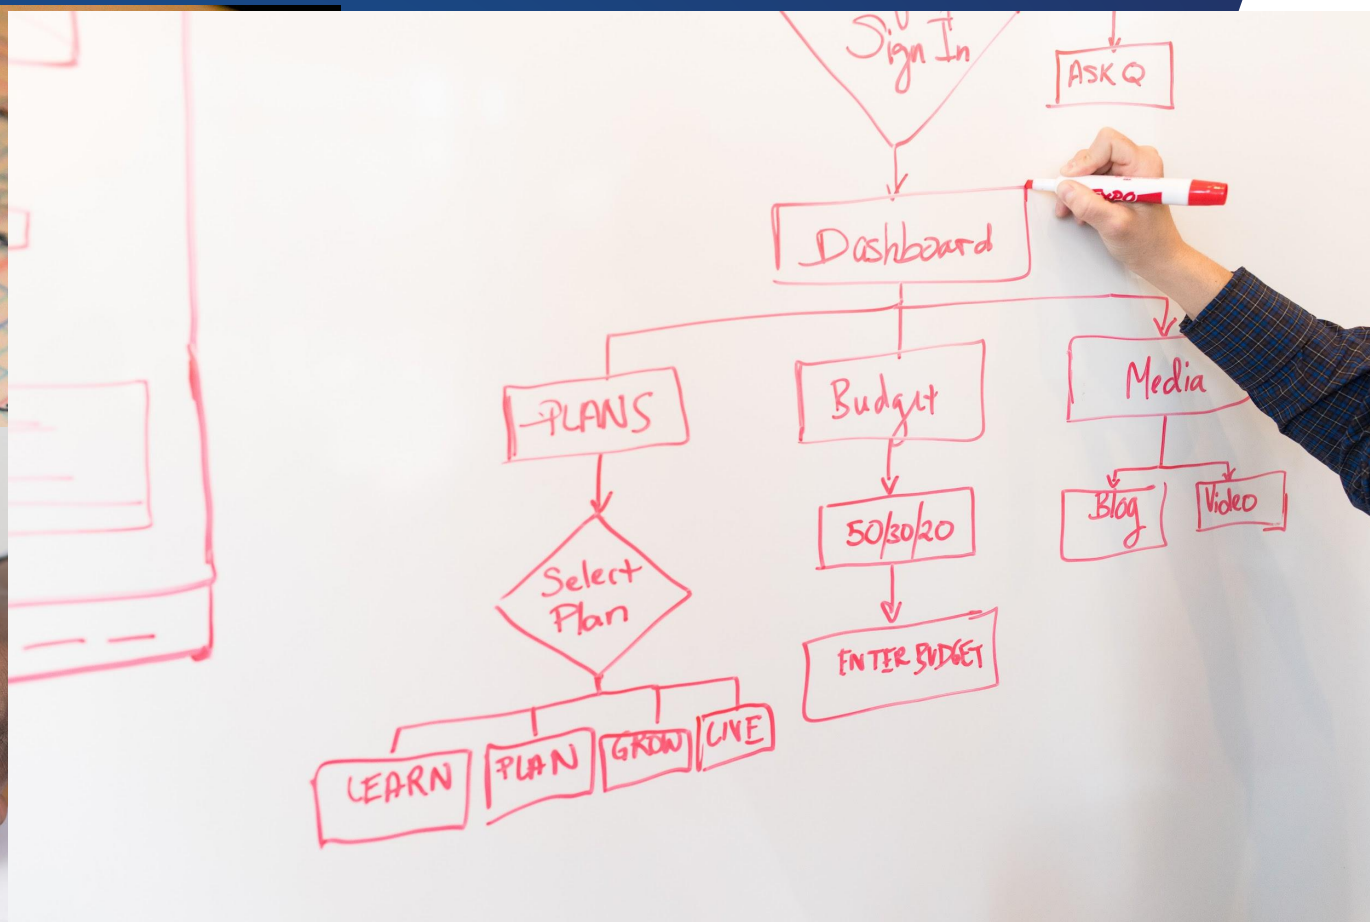 Sign In
ASK Q
EXPO
Dashboard
PLANS
Budget
Media
50/30/20
Blog
Video
Select
Plan
ENTER BUDGET
LEARN
PLAN
GROW
LIVE